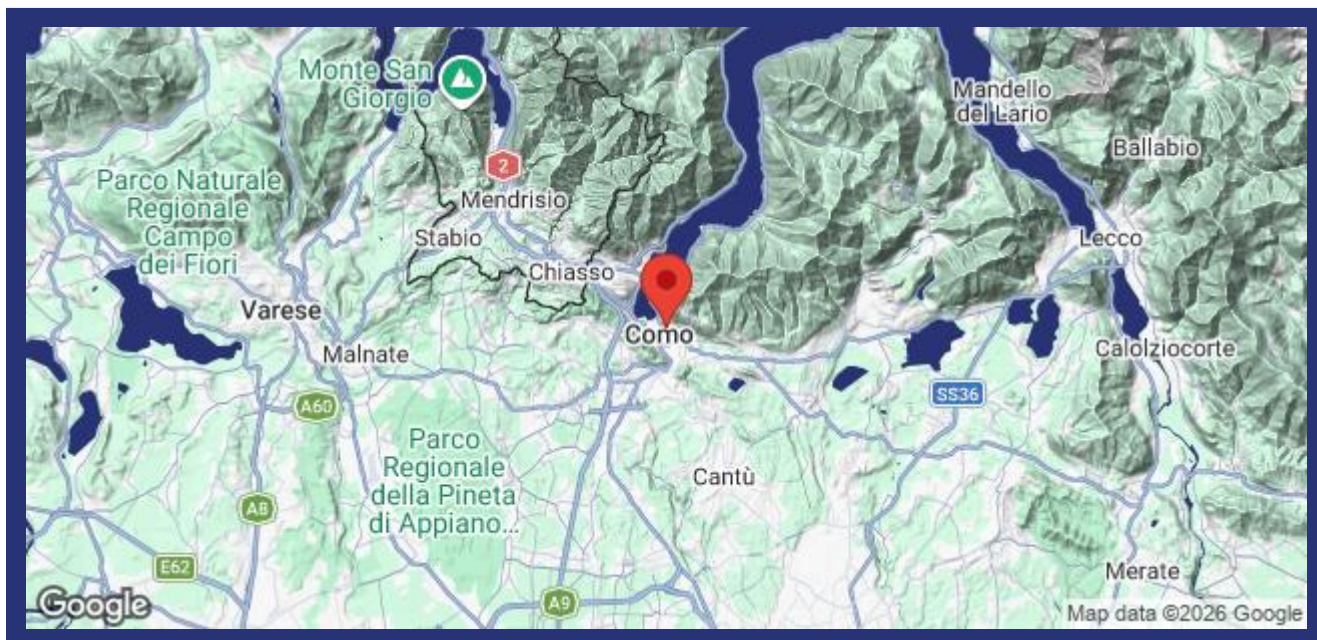 Monte San
Giorgio
Mandello
del Lario
Ballabio
2
Parco Naturale
Regionale
Campo
dei Fiori
Mendrisio
Stabio
Lecco
Chiasso
Varese
Como
Malnate
Calolziocorte
SS36
A60
Parco
Regionale
della Pineta
di Appiano...
Cantù
A8
E62
Merate
A9
Google
Map data ©2026 Google